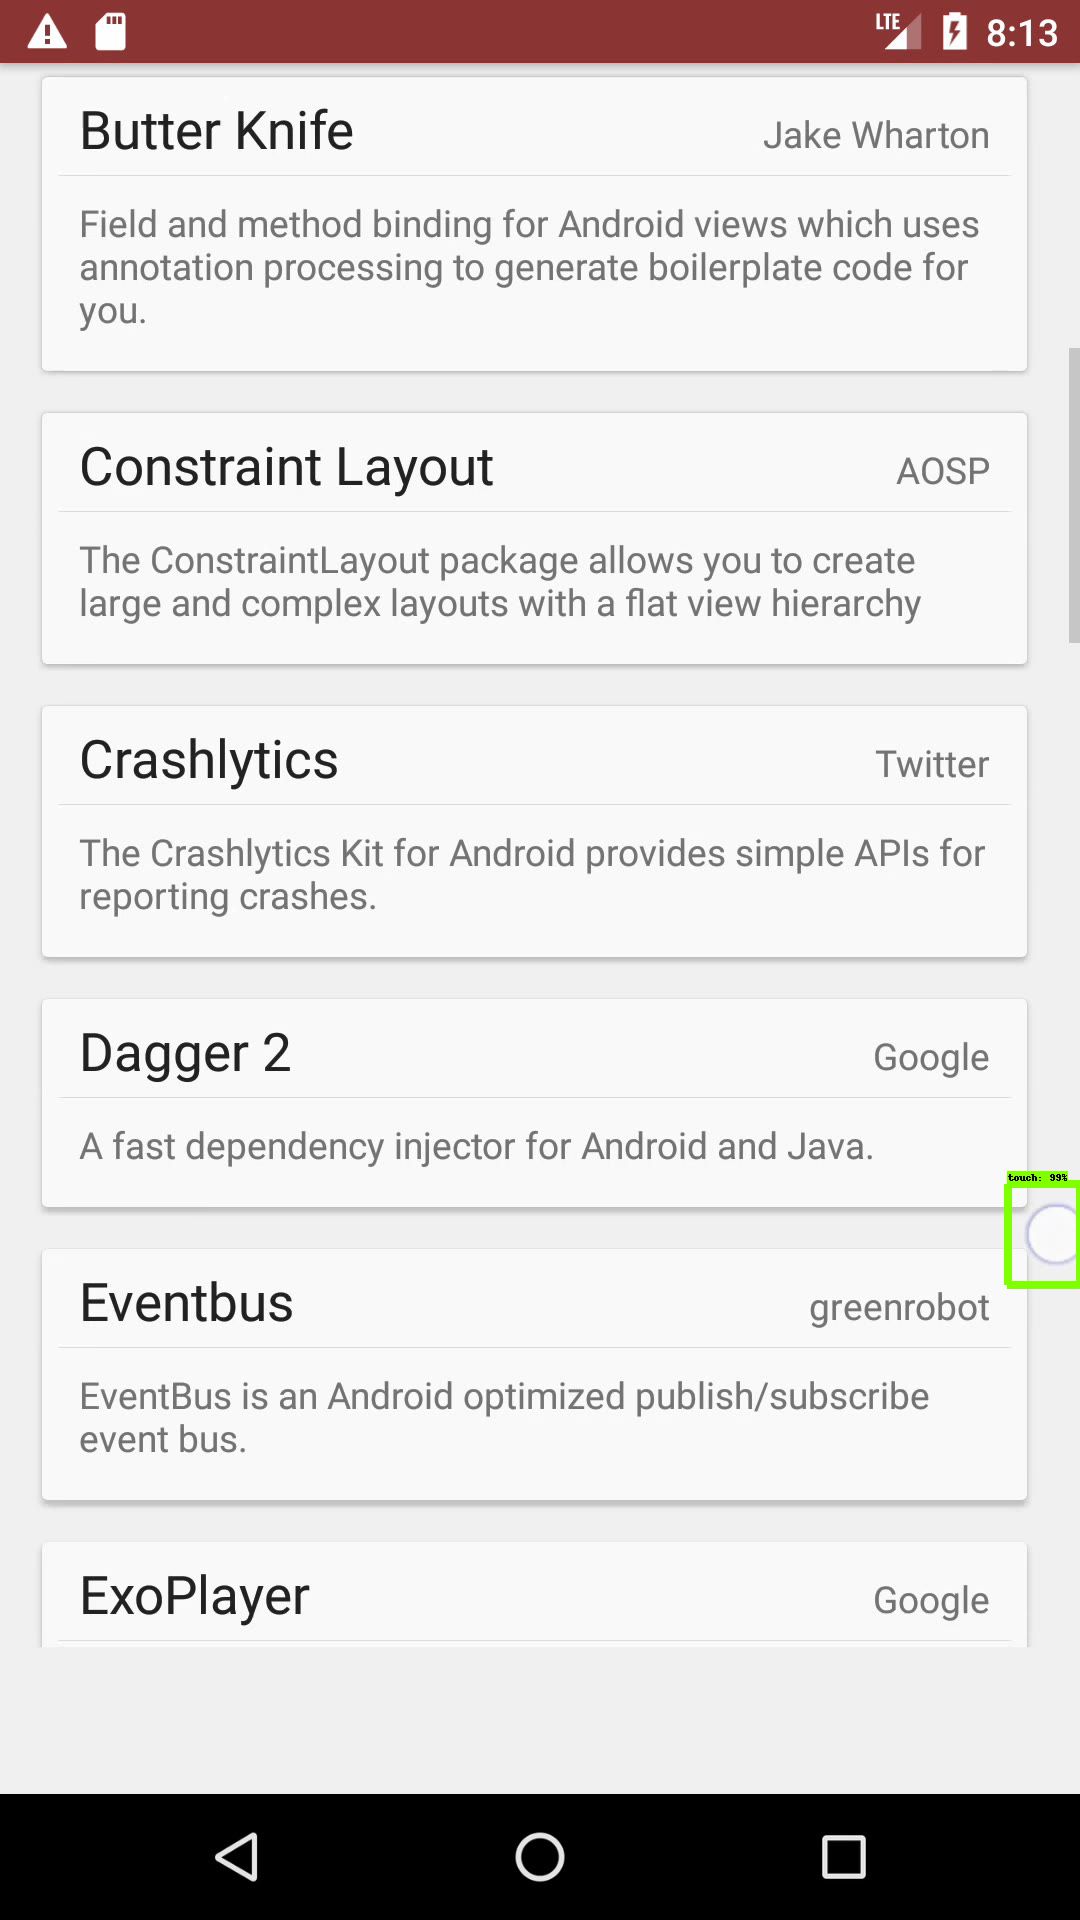 LTE 8:13
Butter Knife Jake Wharton
Field and method binding for Android views which uses
annotation processing to generate boilerplate code for
you.
Constraint Layout AOSP
The ConstraintLayout package allows you to create
large and complex layouts with a flat view hierarchy
Crashlytics Twitter
The Crashlytics Kit for Android provides simple APIs for
reporting crashes.
Dagger 2 Google
A fast dependency injector for Android and Java.
touch: 99%
Eventbus greenrobot
EventBus is an Android optimized publish/subscribe
event bus.
ExoPlayer Google